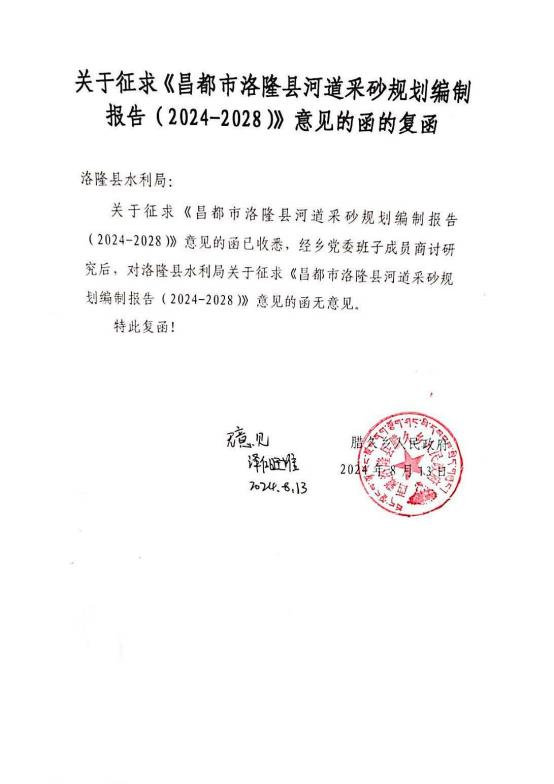 关于征求《昌都市洛隆县河道采砂规划编制
报告（2024-2028）》意见的函的复函
洛隆县水利局：
关于征求《昌都市洛隆县河道采砂规划编制报告
（2024-2028）》意见的函已收悉，经乡党委班子成员商讨研
究后，对洛隆县水利局关于征求《昌都市洛隆县河道采砂规
划编制报告（2024-2028）》意见的函无意见。
特此复函！
无意见
2024.8.13
腊久乡人民政府
2024年8月13日